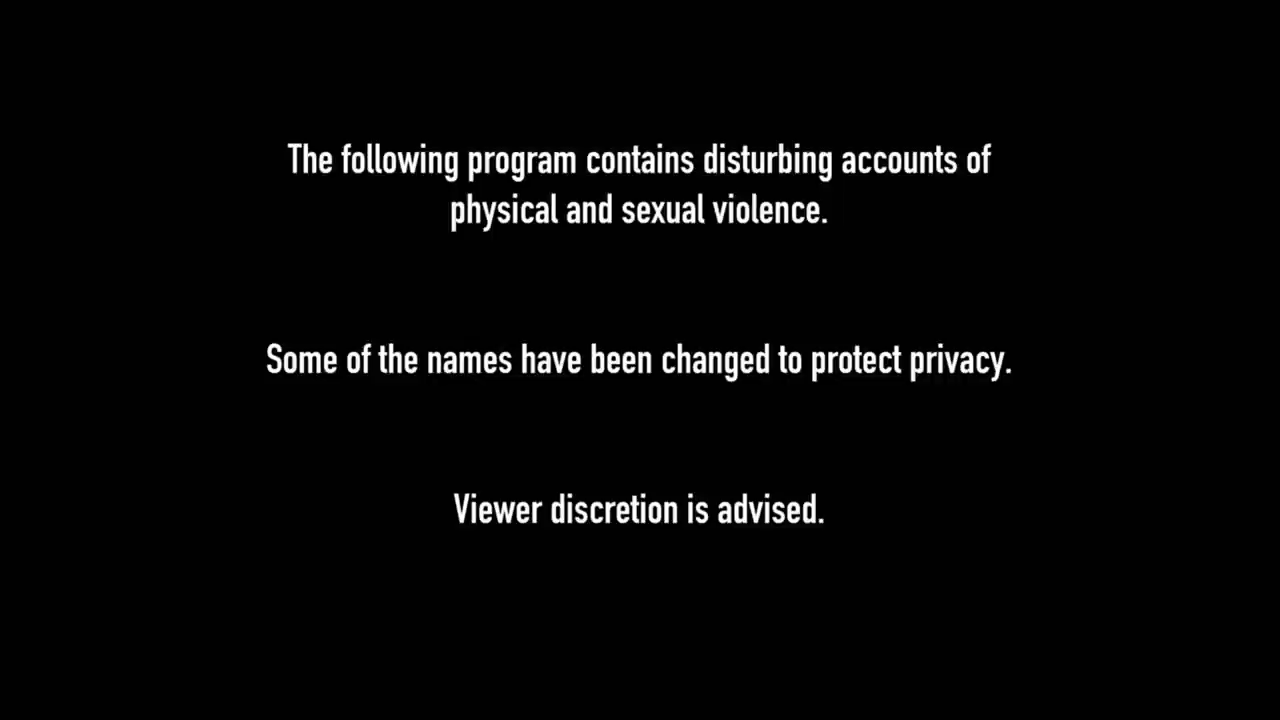 The following program contains disturbing accounts of
physical and sexual violence.
Some of the names have been changed to protect privacy.
Viewer discretion is advised.